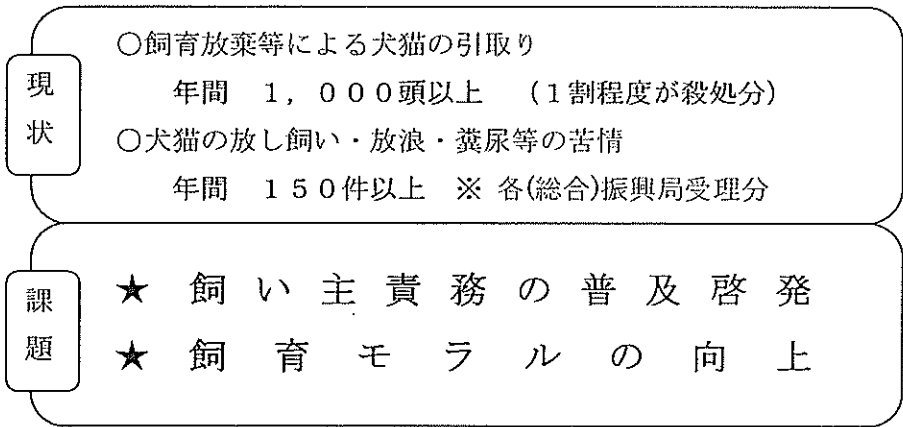 現状
○飼育放棄等による犬猫の引取り
年間 1,000頭以上 (1割程度が殺処分)
○犬猫の放し飼い・放浪・糞尿等の苦情
年間 150件以上 ※ 各(総合)振興局受理分
課題
★ 飼い主責務の普及啓発
★ 飼育モラルの向上